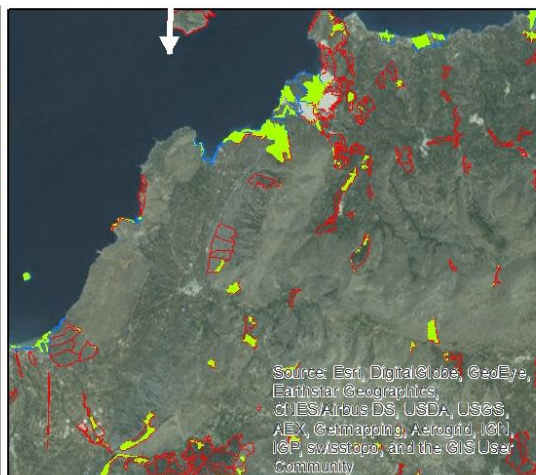 Source: Esri, DigitalGlobe, GeoEye,
Earthstar Geographics,
CNES/Airbus DS, USDA, USGS,
AEX, Getmapping, Aerogrid, IGN,
IGP, swisstopo, and the GIS User
Community